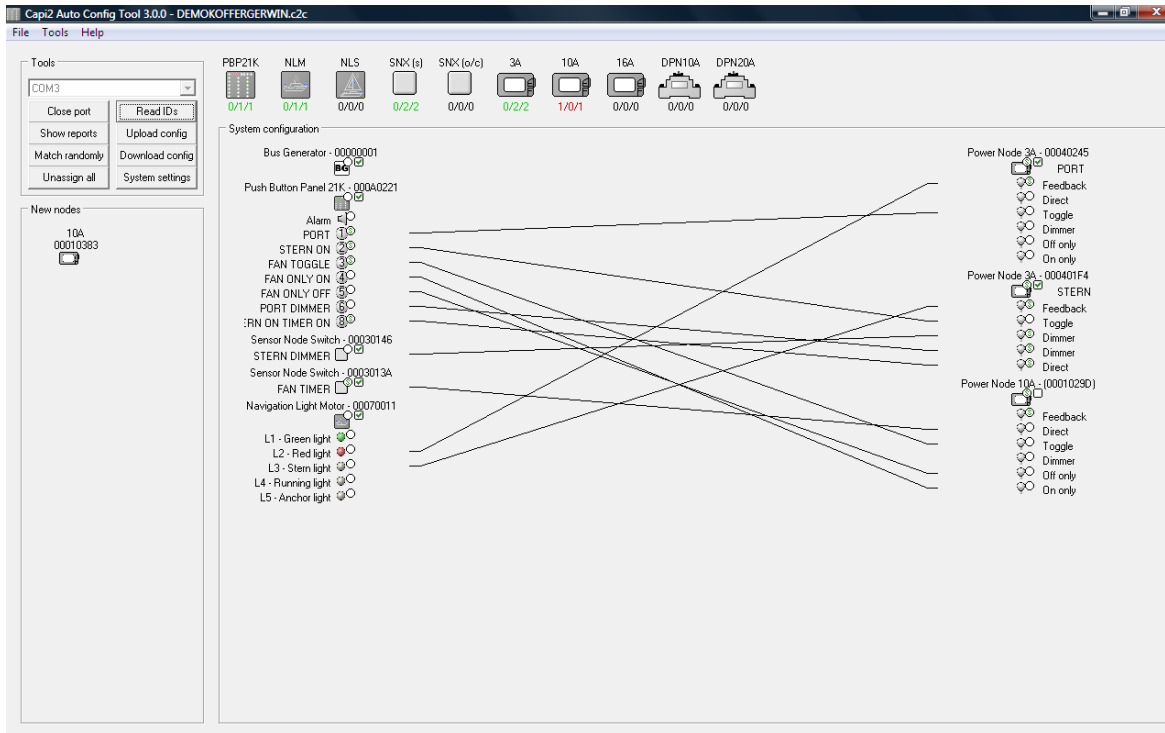 Capi2 Auto Config Tool 3.0.0 - DEMOKOFFERGERWIN.c2c
File Tools Help
Tools
COM3
Close port Read IDs
Show reports Upload config
Match randomly Download config
Unassign all System settings
New nodes
10A
00010383
PBP21K NLM NLS SNX (s) SNX (o/c) 3A 10A 16A DPN10A DPN20A
0/1/1 0/1/1 0/0/0 0/2/2 0/0/0 0/2/2 1/0/1 0/0/0 0/0/0 0/0/0
System configuration
Bus Generator - 00000001
BG
Push Button Panel 21K - 000A0221
Alarm
PORT 1 S
STERN ON 2 S
FAN TOGGLE 3 S
FAN ONLY ON 4
FAN ONLY OFF 5
PORT DIMMER 6 S
:RN ON TIMER ON 8 S
Sensor Node Switch - 00030146
STERN DIMMER
Sensor Node Switch - 0003013A
FAN TIMER S
Navigation Light Motor - 00070011
L1 - Green light
L2 - Red light
L3 - Stern light
L4 - Running light
L5 - Anchor light
Power Node 3A - 00040245
S
PORT
S Feedback
Direct
Toggle
Dimmer
Off only
On only
Power Node 3A - 000401F4
S
STERN
S Feedback
Toggle
S Dimmer
S Dimmer
S Direct
Power Node 10A - (0001029D)
S
S Feedback
Direct
Toggle
Dimmer
Off only
On only